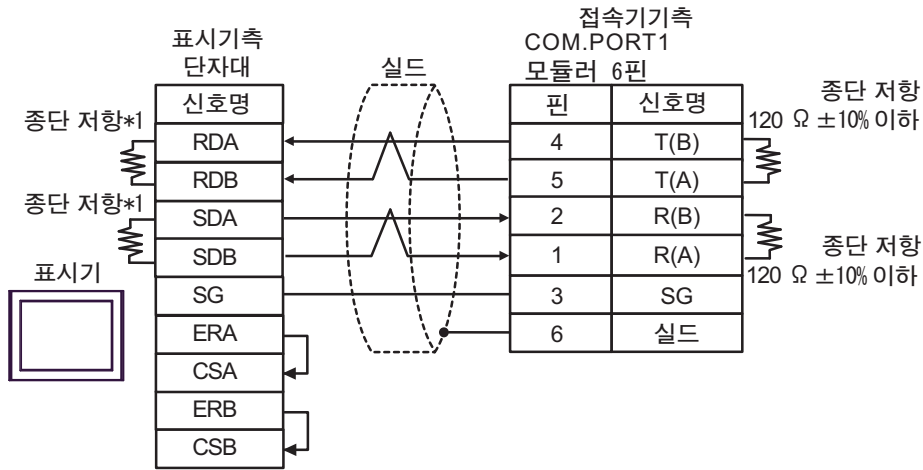 표시기측
단자대
실드
접속기기측
COM.PORT1
모듈러 6핀
신호명
핀 신호명
종단 저항
120 Ω ±10% 이하
종단 저항*1
RDA 4 T(B)
RDB 5 T(A)
종단 저항*1
SDA 2 R(B)
SDB 1 R(A)
종단 저항
120 Ω ±10% 이하
표시기
SG 3 SG
ERA 6 실드
CSA
ERB
CSB